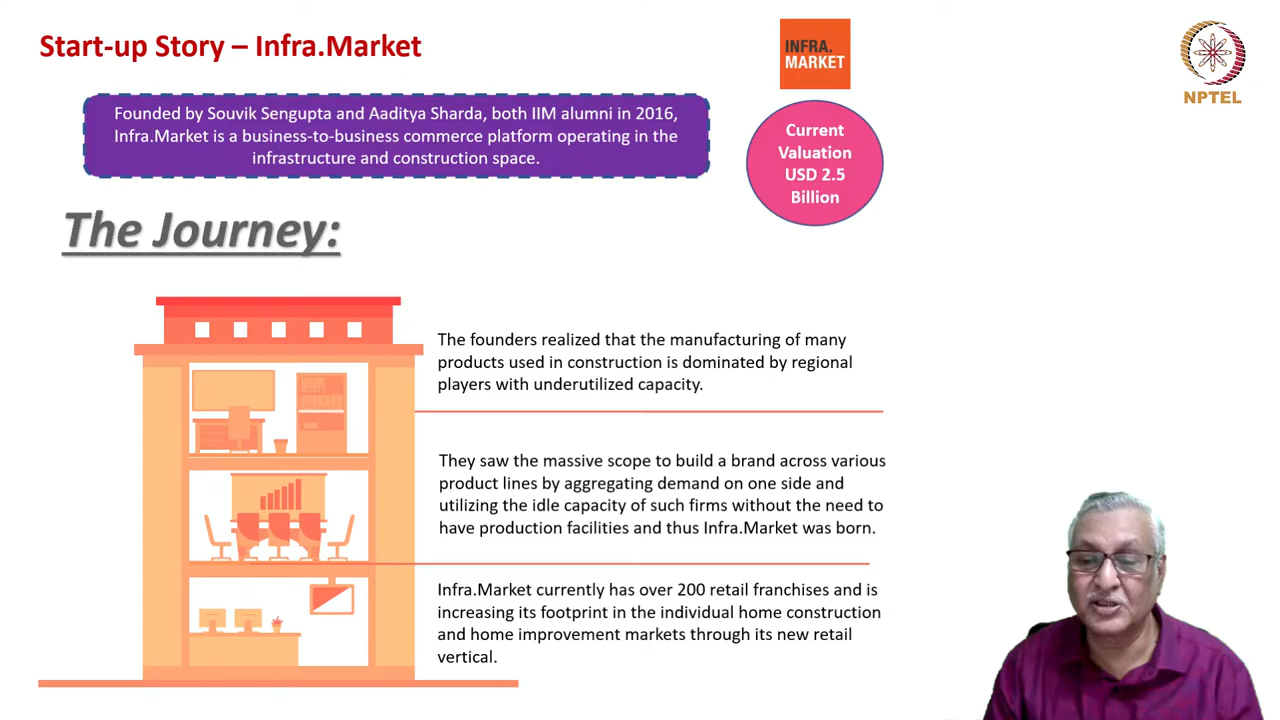 Start-up Story – Infra.Market
INFRA.
MARKET
NPTEL
Founded by Souvik Sengupta and Aaditya Sharda, both IIM alumni in 2016,
Infra.Market is a business-to-business commerce platform operating in the
infrastructure and construction space.
Current
Valuation
USD 2.5
Billion
The Journey:
The founders realized that the manufacturing of many
products used in construction is dominated by regional
players with underutilized capacity.
They saw the massive scope to build a brand across various
product lines by aggregating demand on one side and
utilizing the idle capacity of such firms without the need to
have production facilities and thus Infra.Market was born.
Infra.Market currently has over 200 retail franchises and is
increasing its footprint in the individual home construction
and home improvement markets through its new retail
vertical.